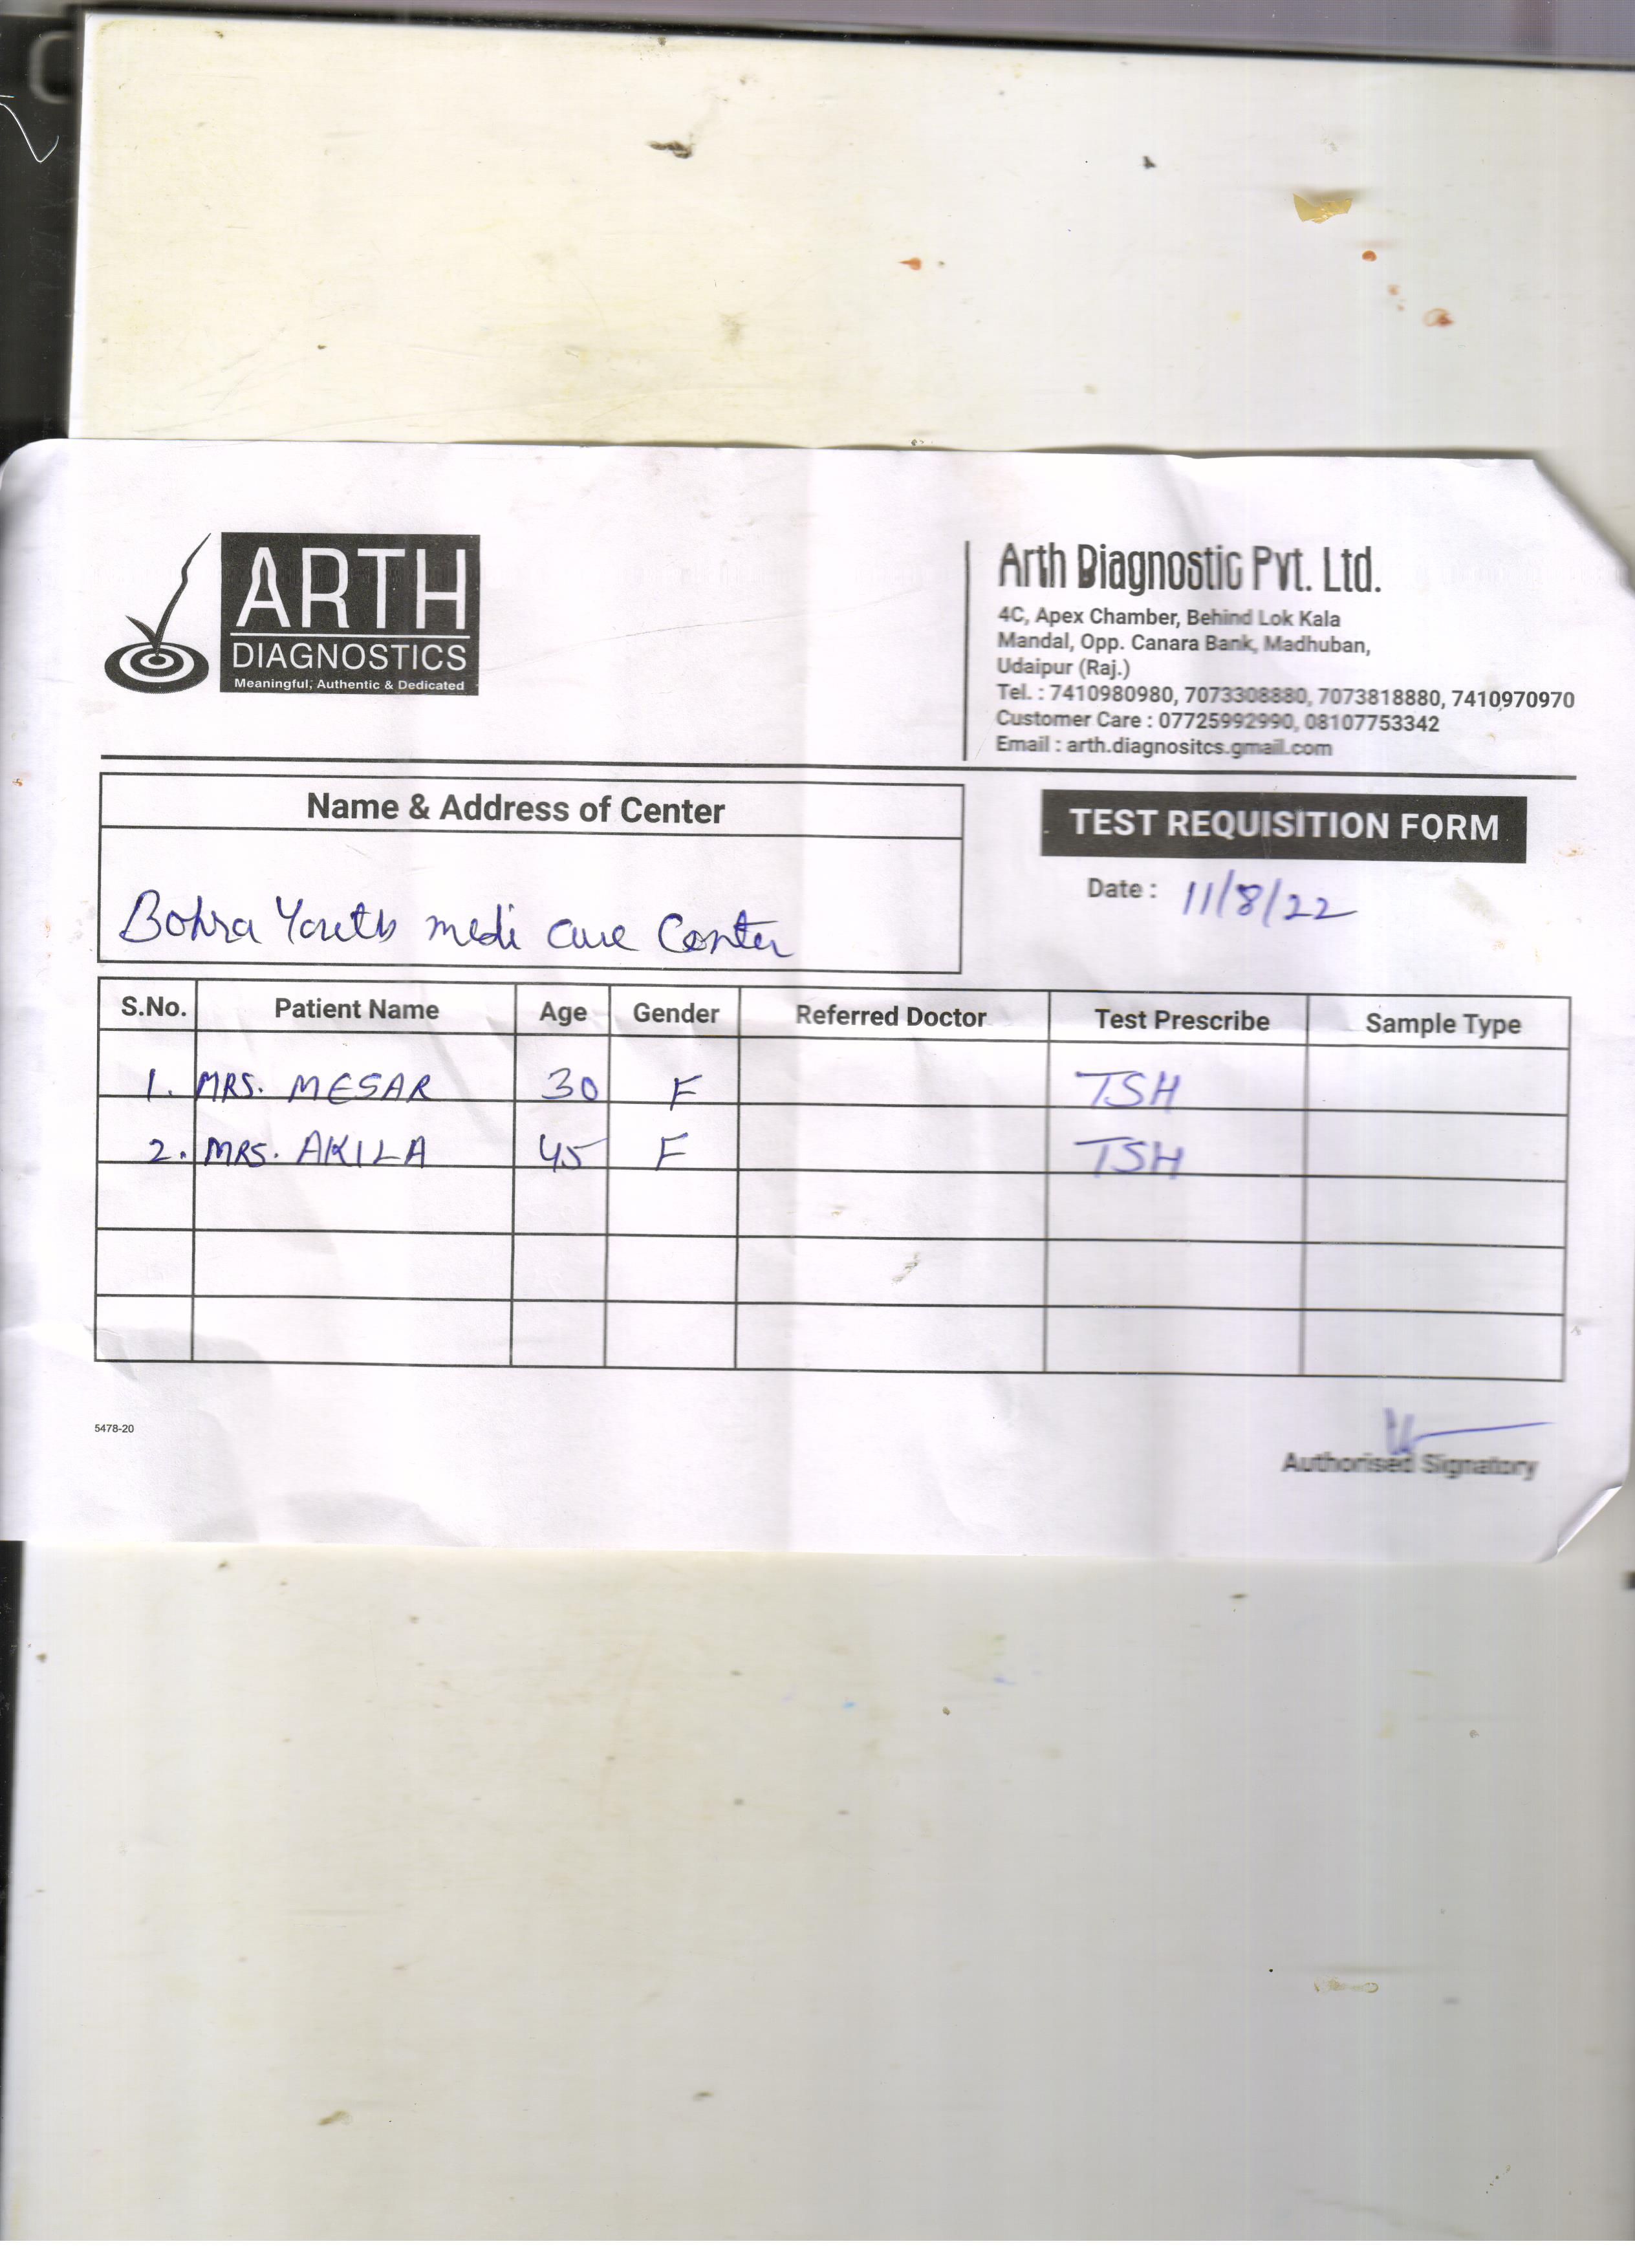 ARTH
DIAGNOSTICS
Meaningful, Authentic & Dedicated
Arth Diagnostic Pvt. Ltd.
4C, Apex Chamber, Behind Lok Kala
Mandal, Opp. Canara Bank, Madhuban,
Udaipur (Raj.)
Tel. : 7410980980, 7073308880, 7073818880, 7410970970
Customer Care : 07725992990, 08107753342
Email : arth.diagnositcs.gmail.com
Name & Address of Center
TEST REQUISITION FORM
Date : 11/8/22
Bohra Youth medi care Center
S.No. Patient Name Age Gender Referred Doctor Test Prescribe Sample Type
1. MRS. MESAR 30 F TSH
2. MRS. AKILA 45 F TSH
5478-20
Authorised Signatory